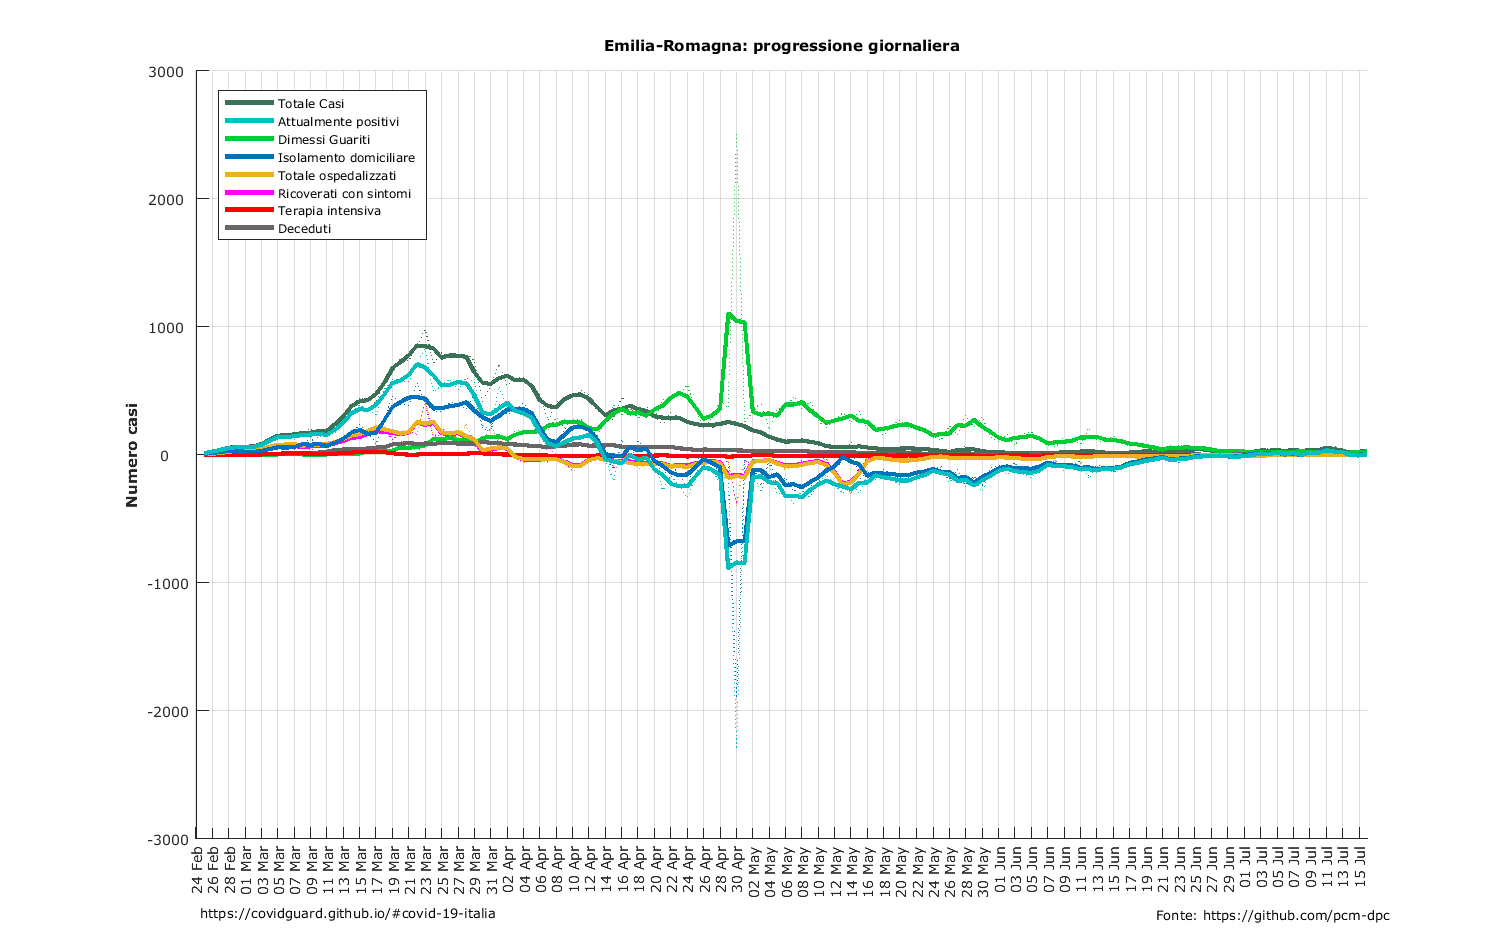 Emilia-Romagna: progressione giornaliera
3000
2000
1000
0
-1000
-2000
-3000
Numero casi
Totale Casi
Attualmente positivi
Dimessi Guariti
Isolamento domiciliare
Totale ospedalizzati
Ricoverati con sintomi
Terapia intensiva
Deceduti
24 Feb
26 Feb
28 Feb
01 Mar
03 Mar
05 Mar
07 Mar
09 Mar
11 Mar
13 Mar
15 Mar
17 Mar
19 Mar
21 Mar
23 Mar
25 Mar
27 Mar
29 Mar
31 Mar
02 Apr
04 Apr
06 Apr
08 Apr
10 Apr
12 Apr
14 Apr
16 Apr
18 Apr
20 Apr
22 Apr
24 Apr
26 Apr
28 Apr
30 Apr
02 May
04 May
06 May
08 May
10 May
12 May
14 May
16 May
18 May
20 May
22 May
24 May
26 May
28 May
30 May
01 Jun
03 Jun
05 Jun
07 Jun
09 Jun
11 Jun
13 Jun
15 Jun
17 Jun
19 Jun
21 Jun
23 Jun
25 Jun
27 Jun
29 Jun
01 Jul
03 Jul
05 Jul
07 Jul
09 Jul
11 Jul
13 Jul
15 Jul
https://covidguard.github.io/#covid-19-italia
Fonte: https://github.com/pcm-dpc